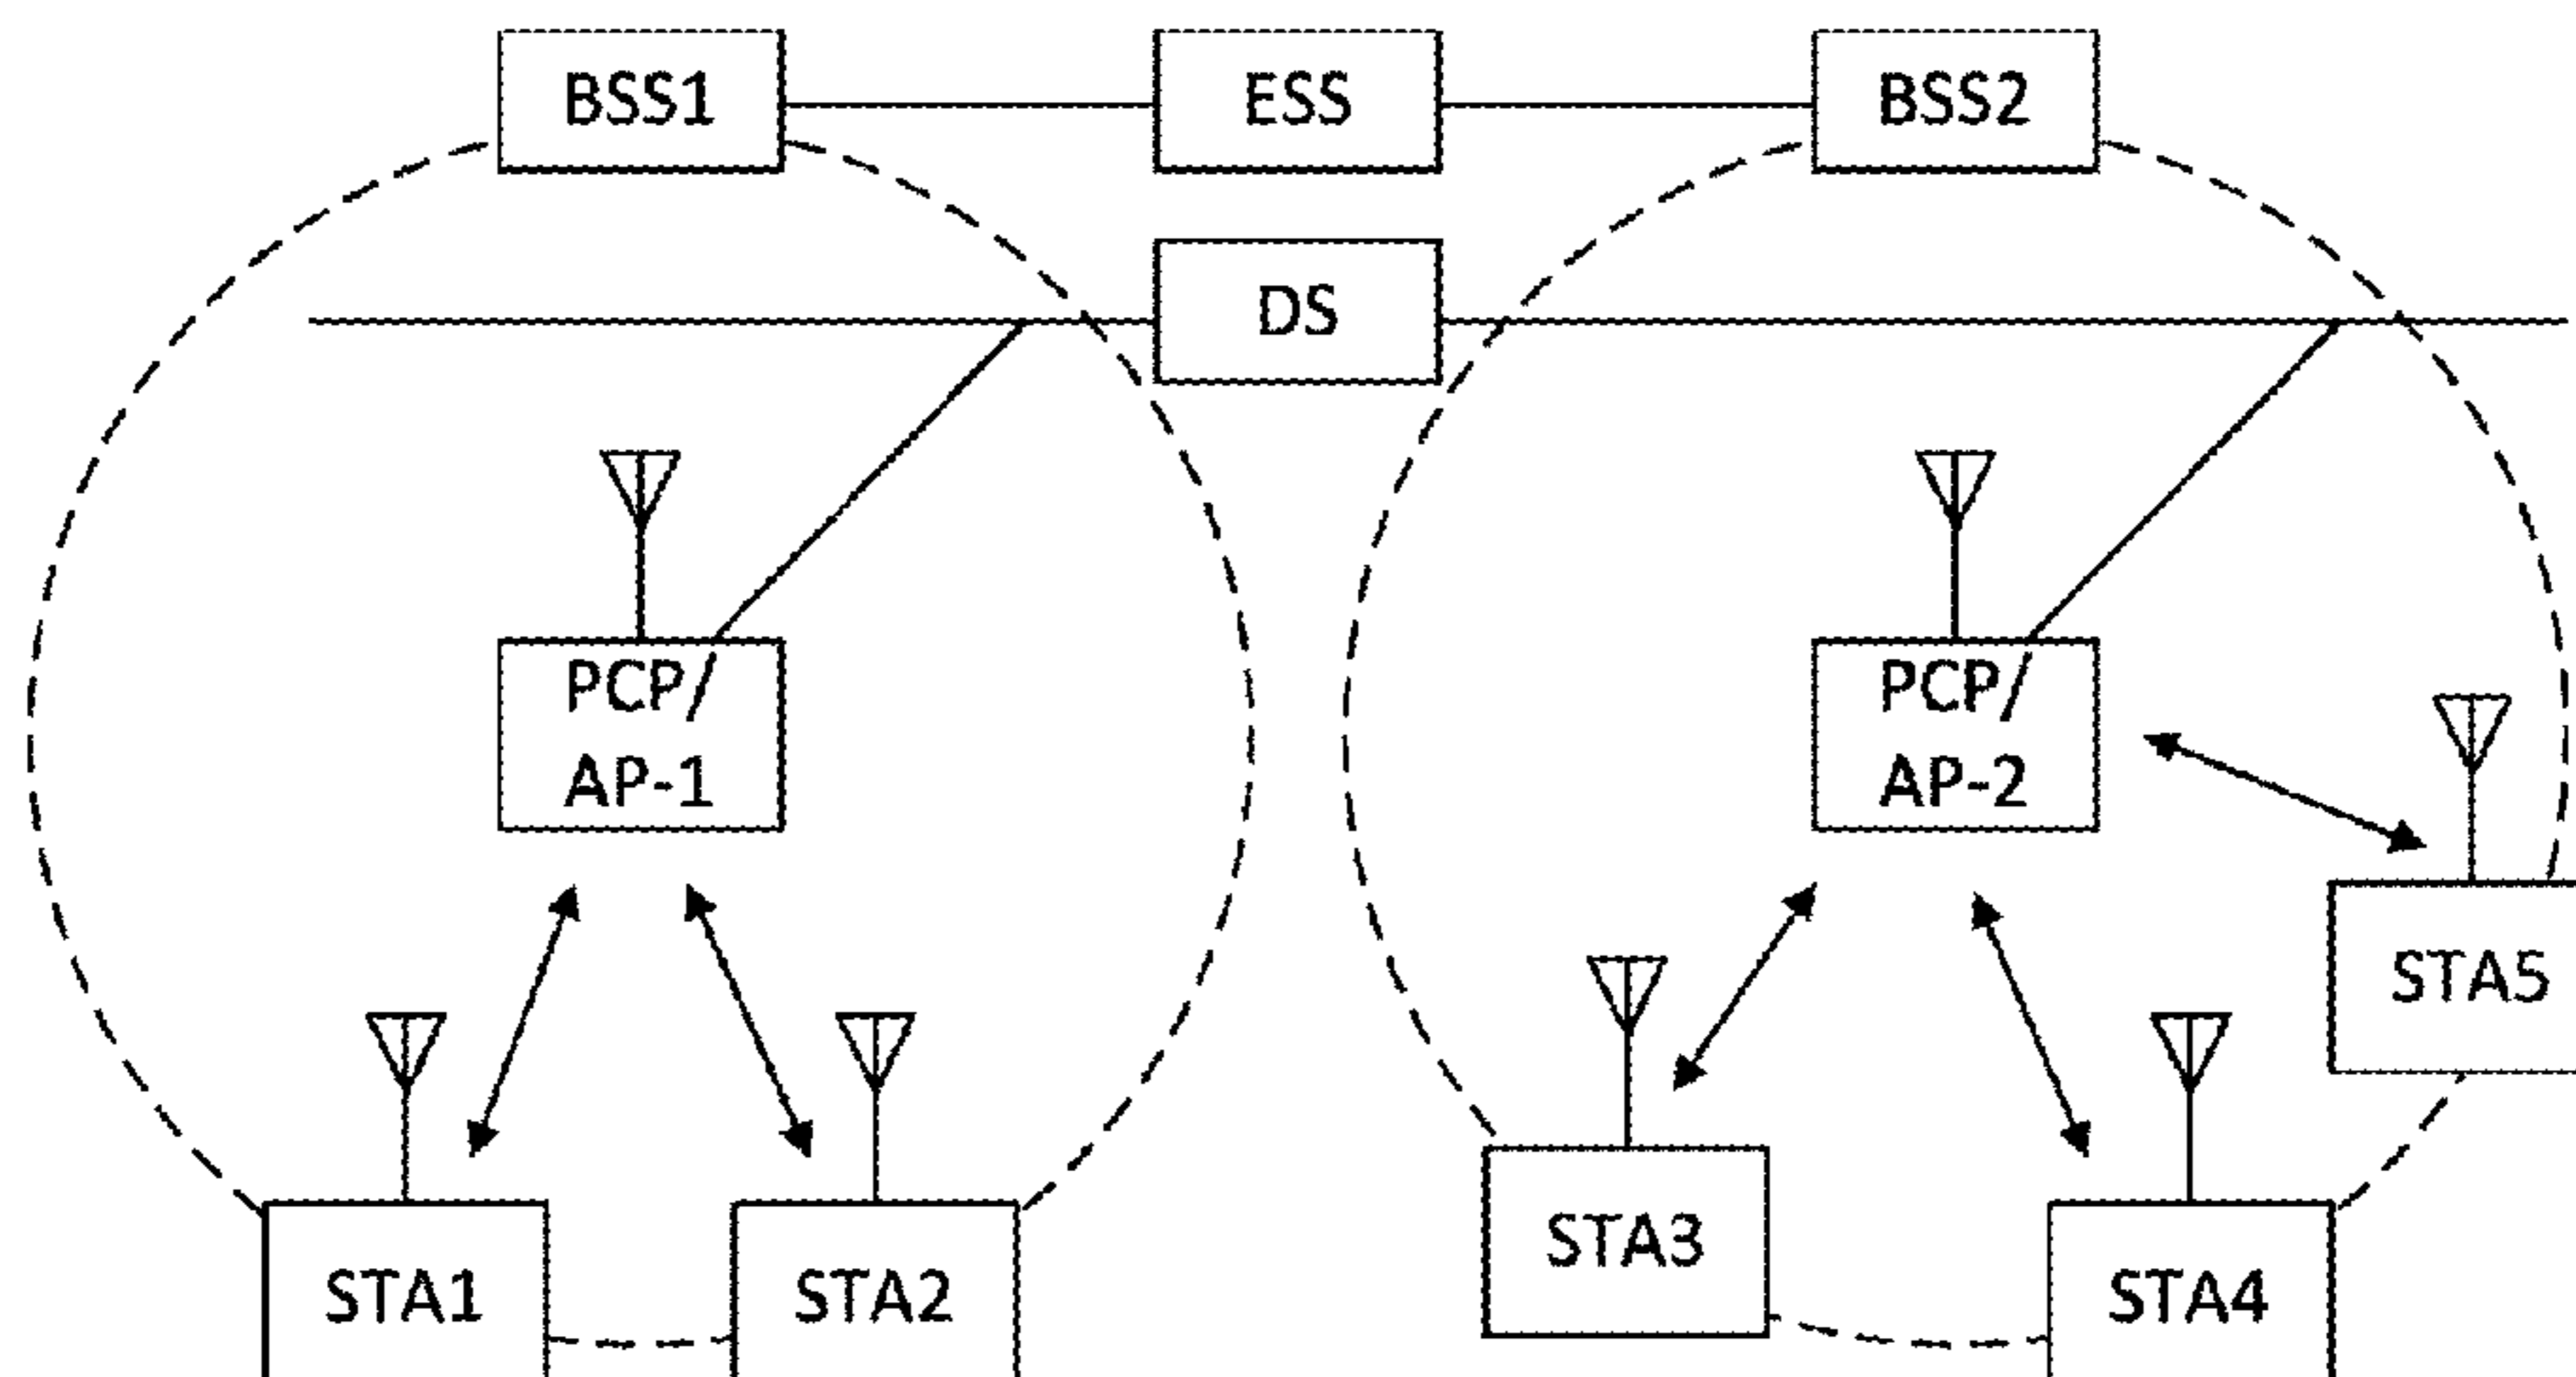 BSS1
ESS
BSS2
DS
PCP/
AP-1
PCP/
AP-2
STA5
STA3
STA1
STA2
STA4